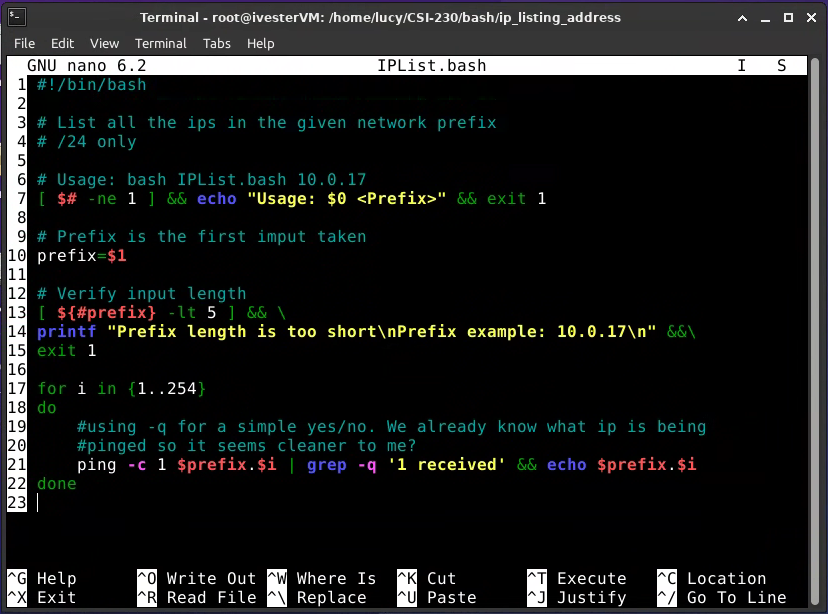 Terminal - root@ivesterVM: /home/lucy/CSI-230/bash/ip_listing_address
File Edit View Terminal Tabs Help
GNU nano 6.2 IPList.bash I S
1 #!/bin/bash
2
3 # List all the ips in the given network prefix
4 # /24 only
5
6 # Usage: bash IPList.bash 10.0.17
7 [ $# -ne 1 ] && echo "Usage: $0 <Prefix>" && exit 1
8
9 # Prefix is the first imput taken
10 prefix=$1
11
12 # Verify input length
13 [ ${#prefix} -lt 5 ] && \
14 printf "Prefix length is too short\nPrefix example: 10.0.17\n" &&\
15 exit 1
16
17 for i in {1..254}
18 do
19     #using -q for a simple yes/no. We already know what ip is being
20     #pinged so it seems cleaner to me?
21     ping -c 1 $prefix.$i | grep -q '1 received' && echo $prefix.$i
22 done
23
^G Help ^O Write Out ^W Where Is ^K Cut ^T Execute ^C Location
^X Exit ^R Read File ^\ Replace ^U Paste ^J Justify ^/ Go To Line